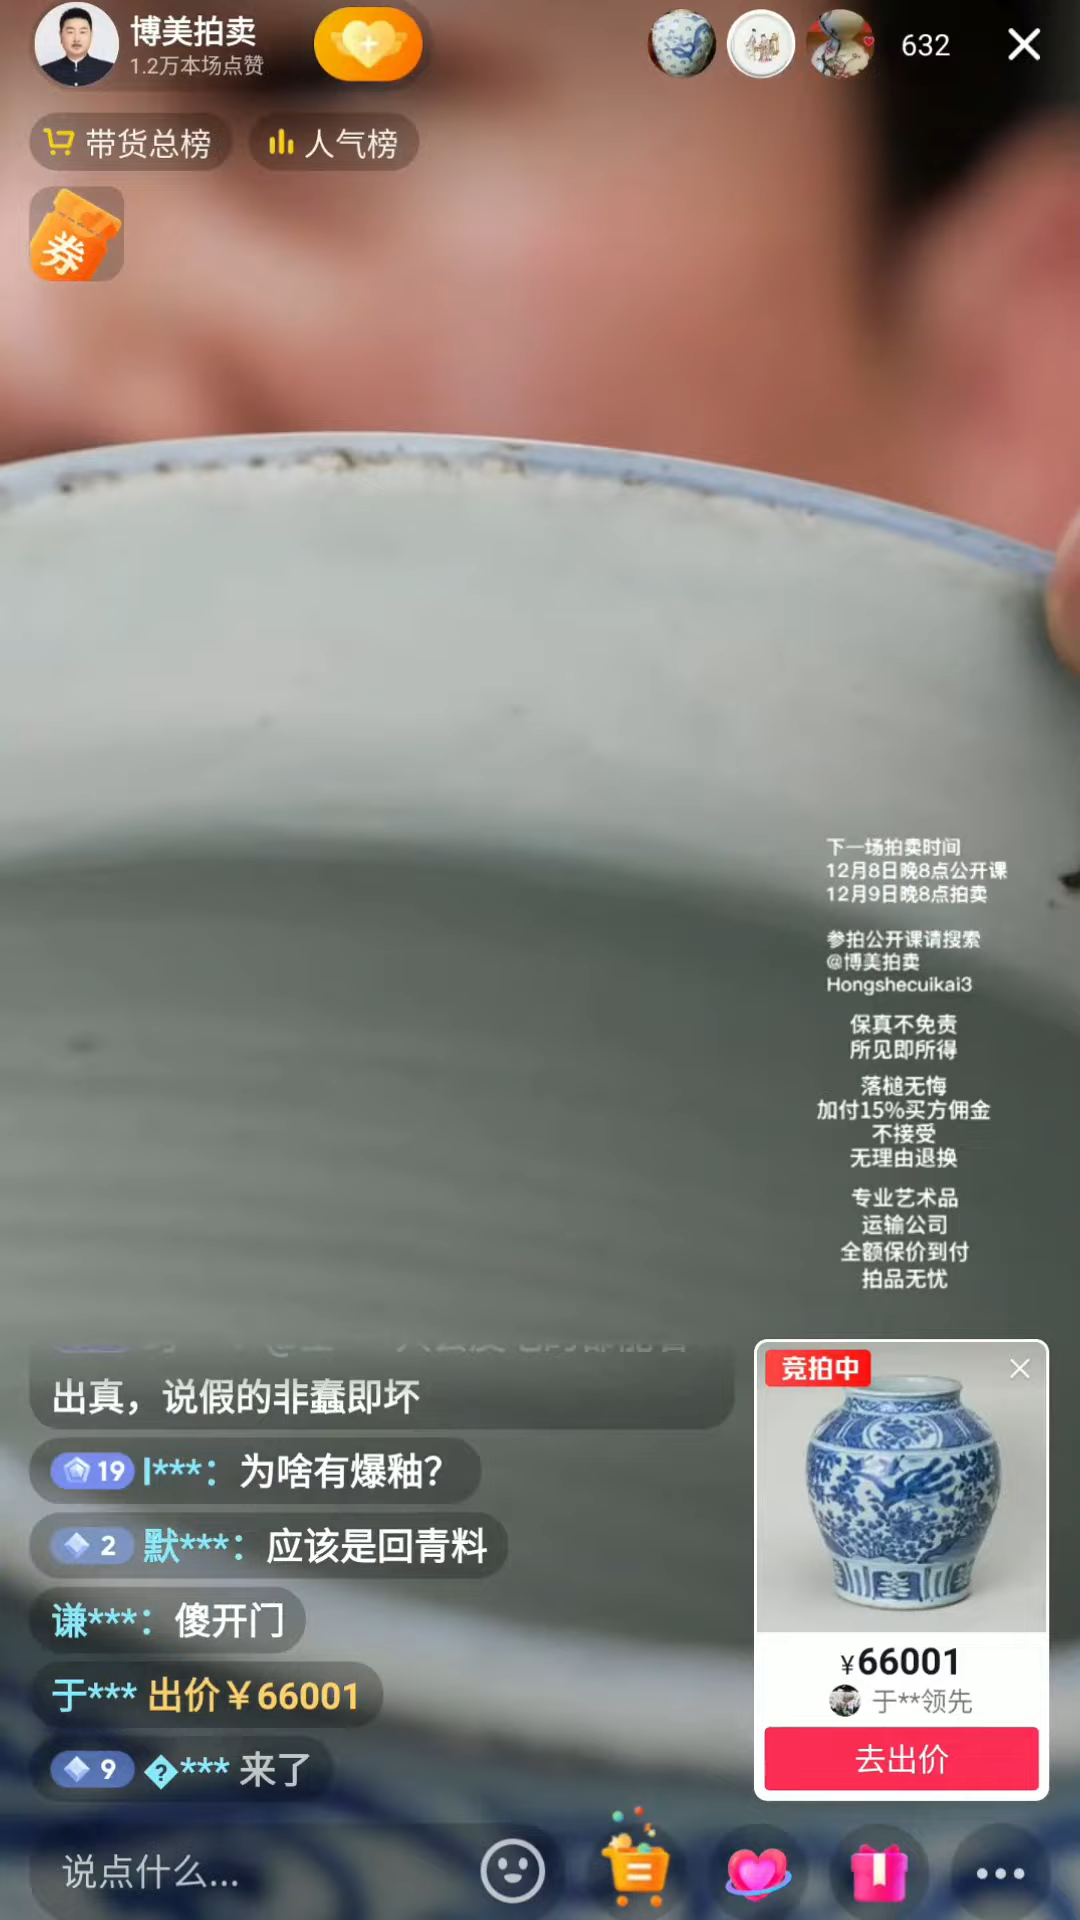 博美拍卖
1.2万本场点赞
632
带货总榜
人气榜
券
下一场拍卖时间
12月8日晚8点公开课
12月9日晚8点拍卖
参拍公开课请搜索
@博美拍卖
Hongshecuikai3
保真不免责
所见即所得
落槌无悔
加付15%买方佣金
不接受
无理由退换
专业艺术品
运输公司
全额保价到付
拍品无忧
出真，说假的非蠢即坏
19 l***：为啥有爆釉？
2 默***：应该是回青料
谦***：傻开门
于*** 出价￥66001
9 �*** 来了
竞拍中
¥66001
于**领先
去出价
说点什么...